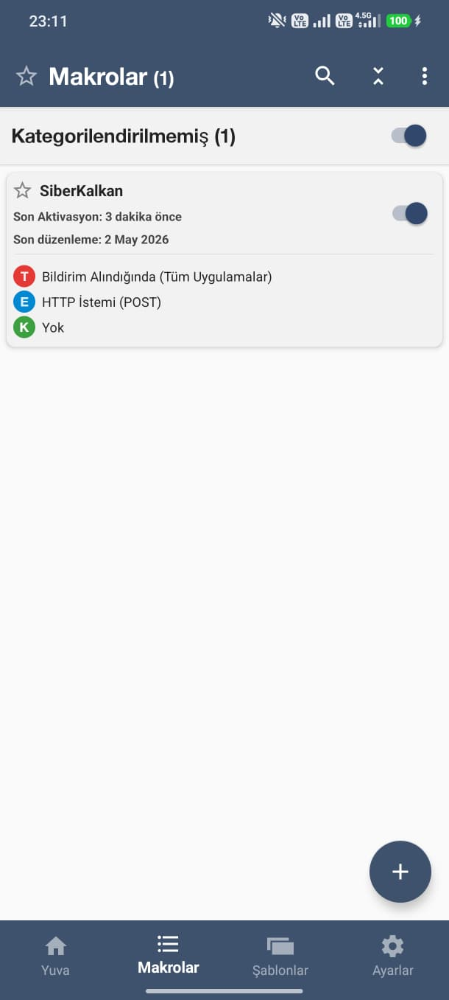 23:11
Vo LTE
Vo LTE
4.5G
100
Makrolar (1)
Kategorilendirilmemiş (1)
SiberKalkan
Son Aktivasyon: 3 dakika önce
Son düzenleme: 2 May 2026
T Bildirim Alındığında (Tüm Uygulamalar)
E HTTP İstemi (POST)
K Yok
Yuva
Makrolar
Şablonlar
Ayarlar